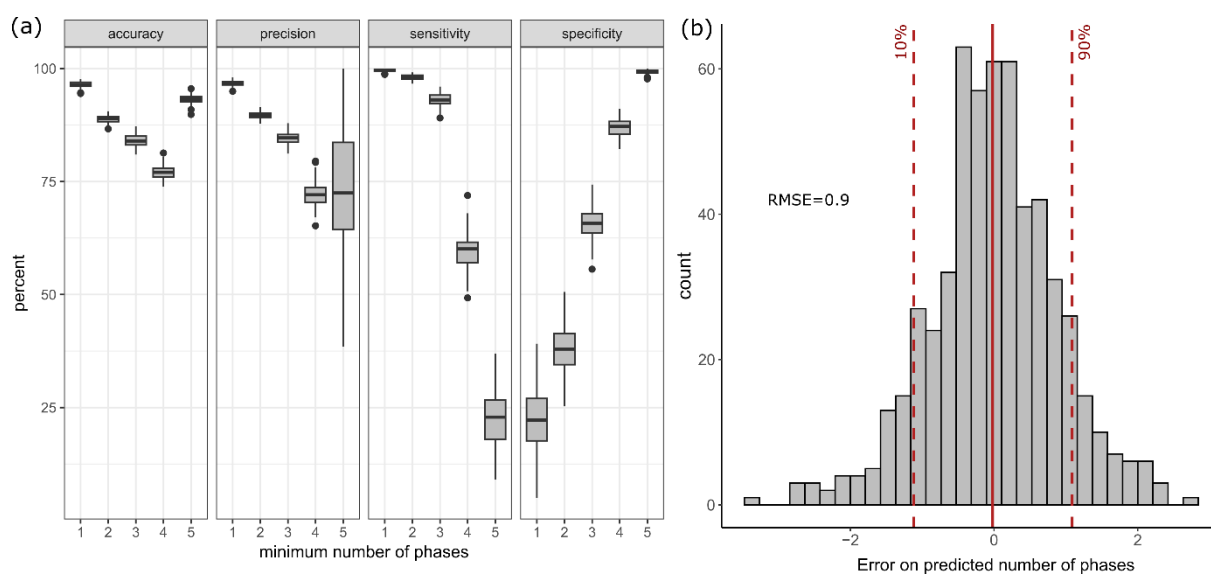 (a)
accuracy precision sensitivity specificity
100
75
50
25
percent
1 2 3 4 5 1 2 3 4 5 1 2 3 4 5 1 2 3 4 5
minimum number of phases
(b)
10% 90%
RMSE=0.9
60
40
20
0
count
−2 0 2
Error on predicted number of phases